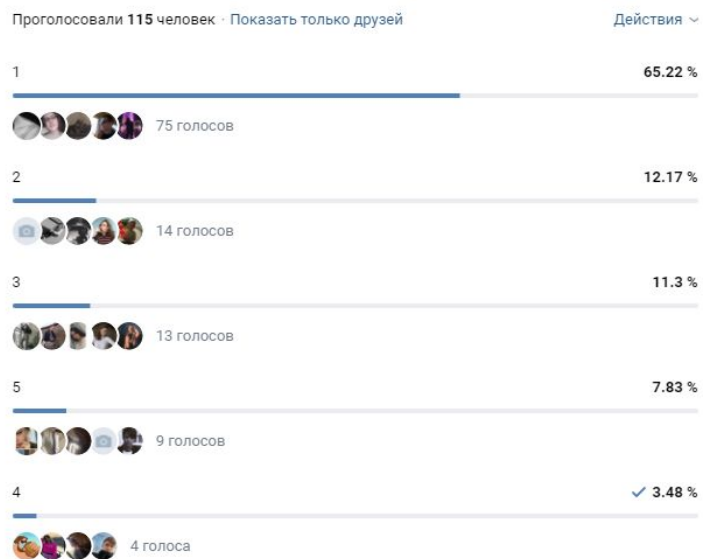 Проголосовали 115 человек · Показать только друзей Действия
1 65.22 %
75 голосов
2 12.17 %
14 голосов
3 11.3 %
13 голосов
5 7.83 %
9 голосов
4 3.48 %
4 голоса